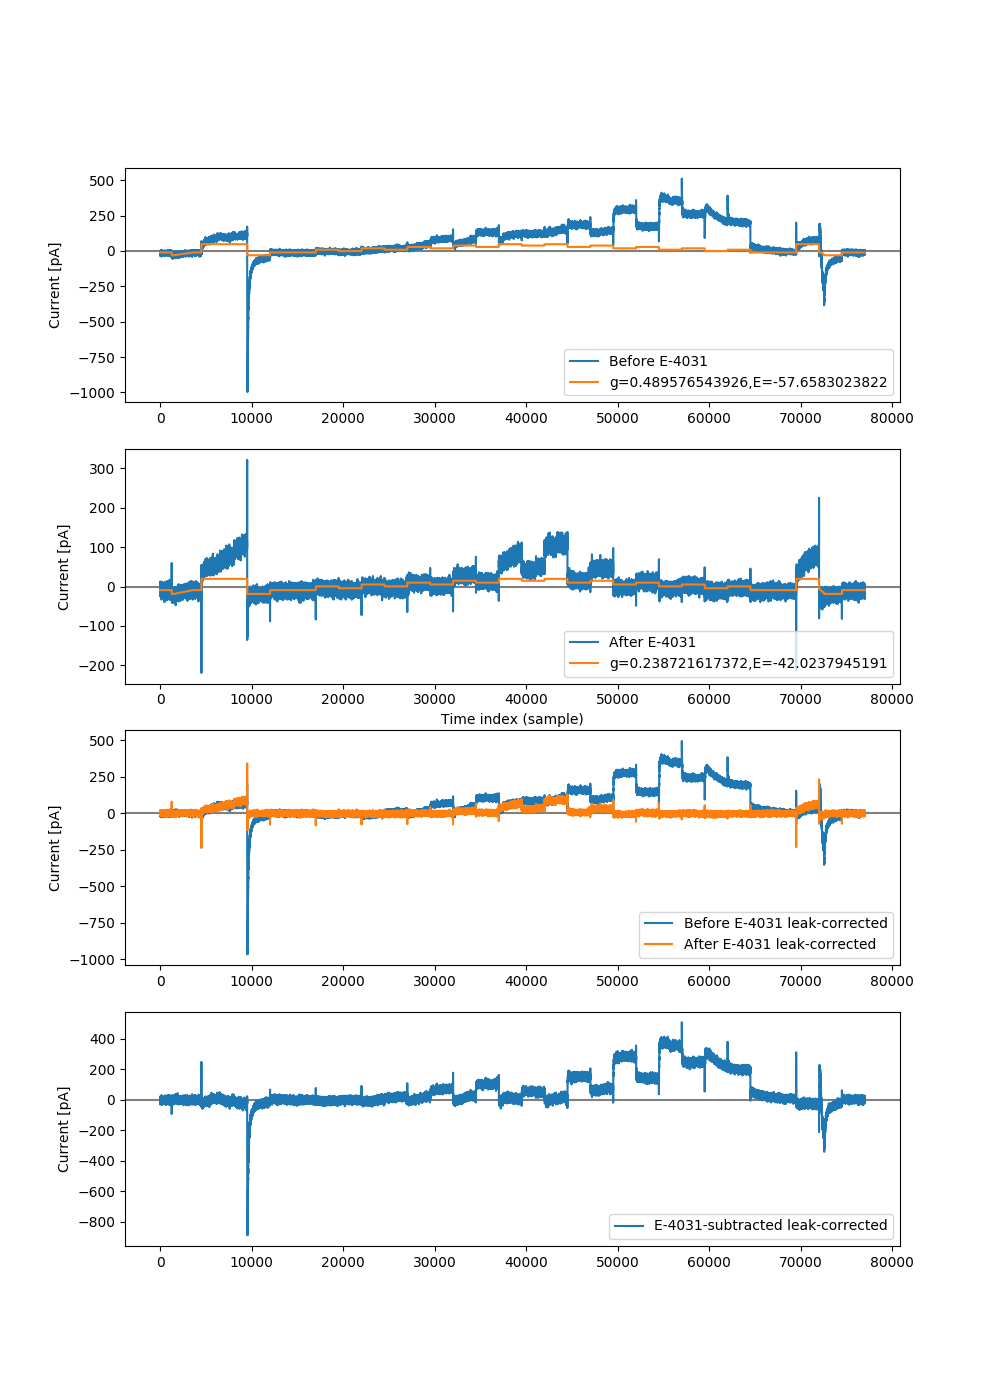 500
250
0
−250
−500
−750
−1000
Current [pA]
Before E-4031
g=0.489576543926,E=-57.6583023822
0 10000 20000 30000 40000 50000 60000 70000 80000
300
200
100
0
−100
−200
Current [pA]
After E-4031
g=0.238721617372,E=-42.0237945191
0 10000 20000 30000 40000 50000 60000 70000 80000
Time index (sample)
500
250
0
−250
−500
−750
−1000
Current [pA]
Before E-4031 leak-corrected
After E-4031 leak-corrected
0 10000 20000 30000 40000 50000 60000 70000 80000
400
200
0
−200
−400
−600
−800
Current [pA]
E-4031-subtracted leak-corrected
0 10000 20000 30000 40000 50000 60000 70000 80000